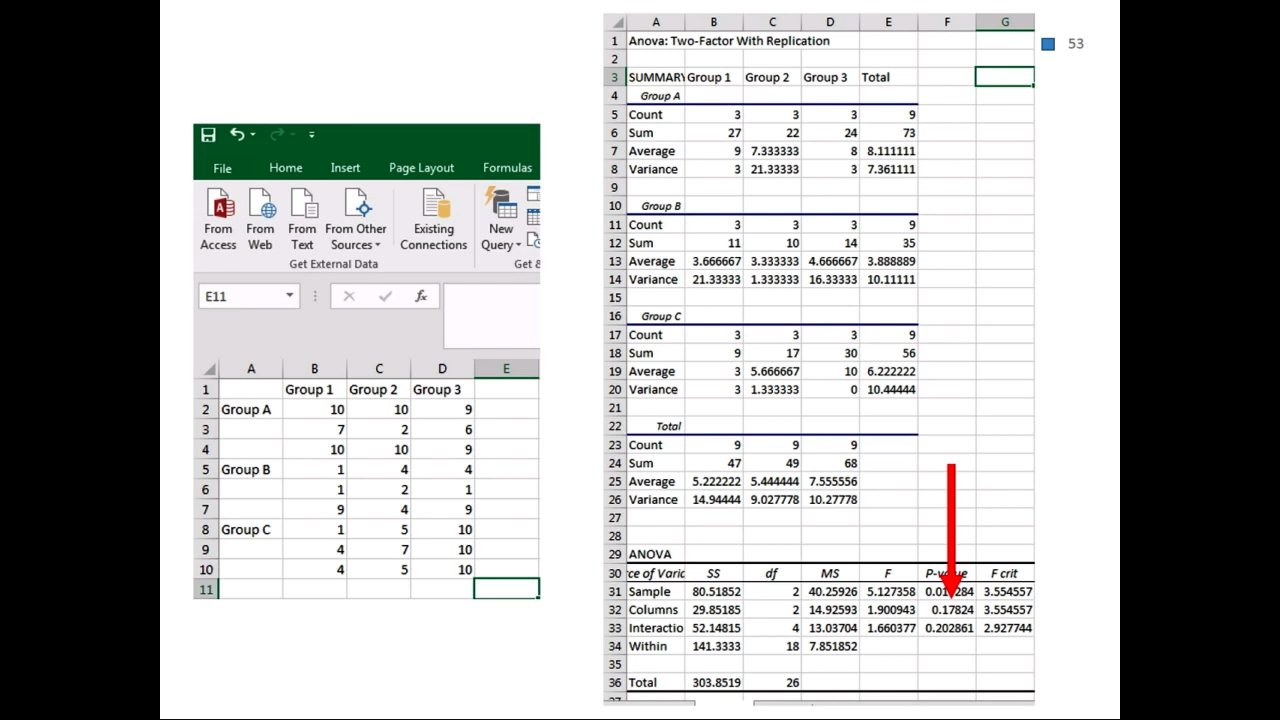 53
File Home Insert Page Layout Formulas
From Access From Web From Text From Other Sources Existing Connections New Query
Get External Data Get &
E11 fx
A B C D E
1 Group 1 Group 2 Group 3
2 Group A 10 10 9
3 7 2 6
4 10 10 9
5 Group B 1 4 4
6 1 2 1
7 9 4 9
8 Group C 1 5 10
9 4 7 10
10 4 5 10
11
A B C D E F G
1 Anova: Two-Factor With Replication
2
3 SUMMARY Group 1 Group 2 Group 3 Total
4 Group A
5 Count 3 3 3 9
6 Sum 27 22 24 73
7 Average 9 7.333333 8 8.111111
8 Variance 3 21.33333 3 7.361111
9
10 Group B
11 Count 3 3 3 9
12 Sum 11 10 14 35
13 Average 3.666667 3.333333 4.666667 3.888889
14 Variance 21.33333 1.333333 16.33333 10.11111
15
16 Group C
17 Count 3 3 3 9
18 Sum 9 17 30 56
19 Average 3 5.666667 10 6.222222
20 Variance 3 1.333333 0 10.44444
21
22 Total
23 Count 9 9 9
24 Sum 47 49 68
25 Average 5.222222 5.444444 7.555556
26 Variance 14.94444 9.027778 10.27778
27
28
29 ANOVA
30 ce of Varia SS df MS F P-value F crit
31 Sample 80.51852 2 40.25926 5.127358 3.554557
32 Columns 29.85185 2 14.92593 1.900943 0.17824 3.554557
33 Interactio 52.14815 4 13.03704 1.660377 0.202861 2.927744
34 Within 141.3333 18 7.851852
35
36 Total 303.8519 26